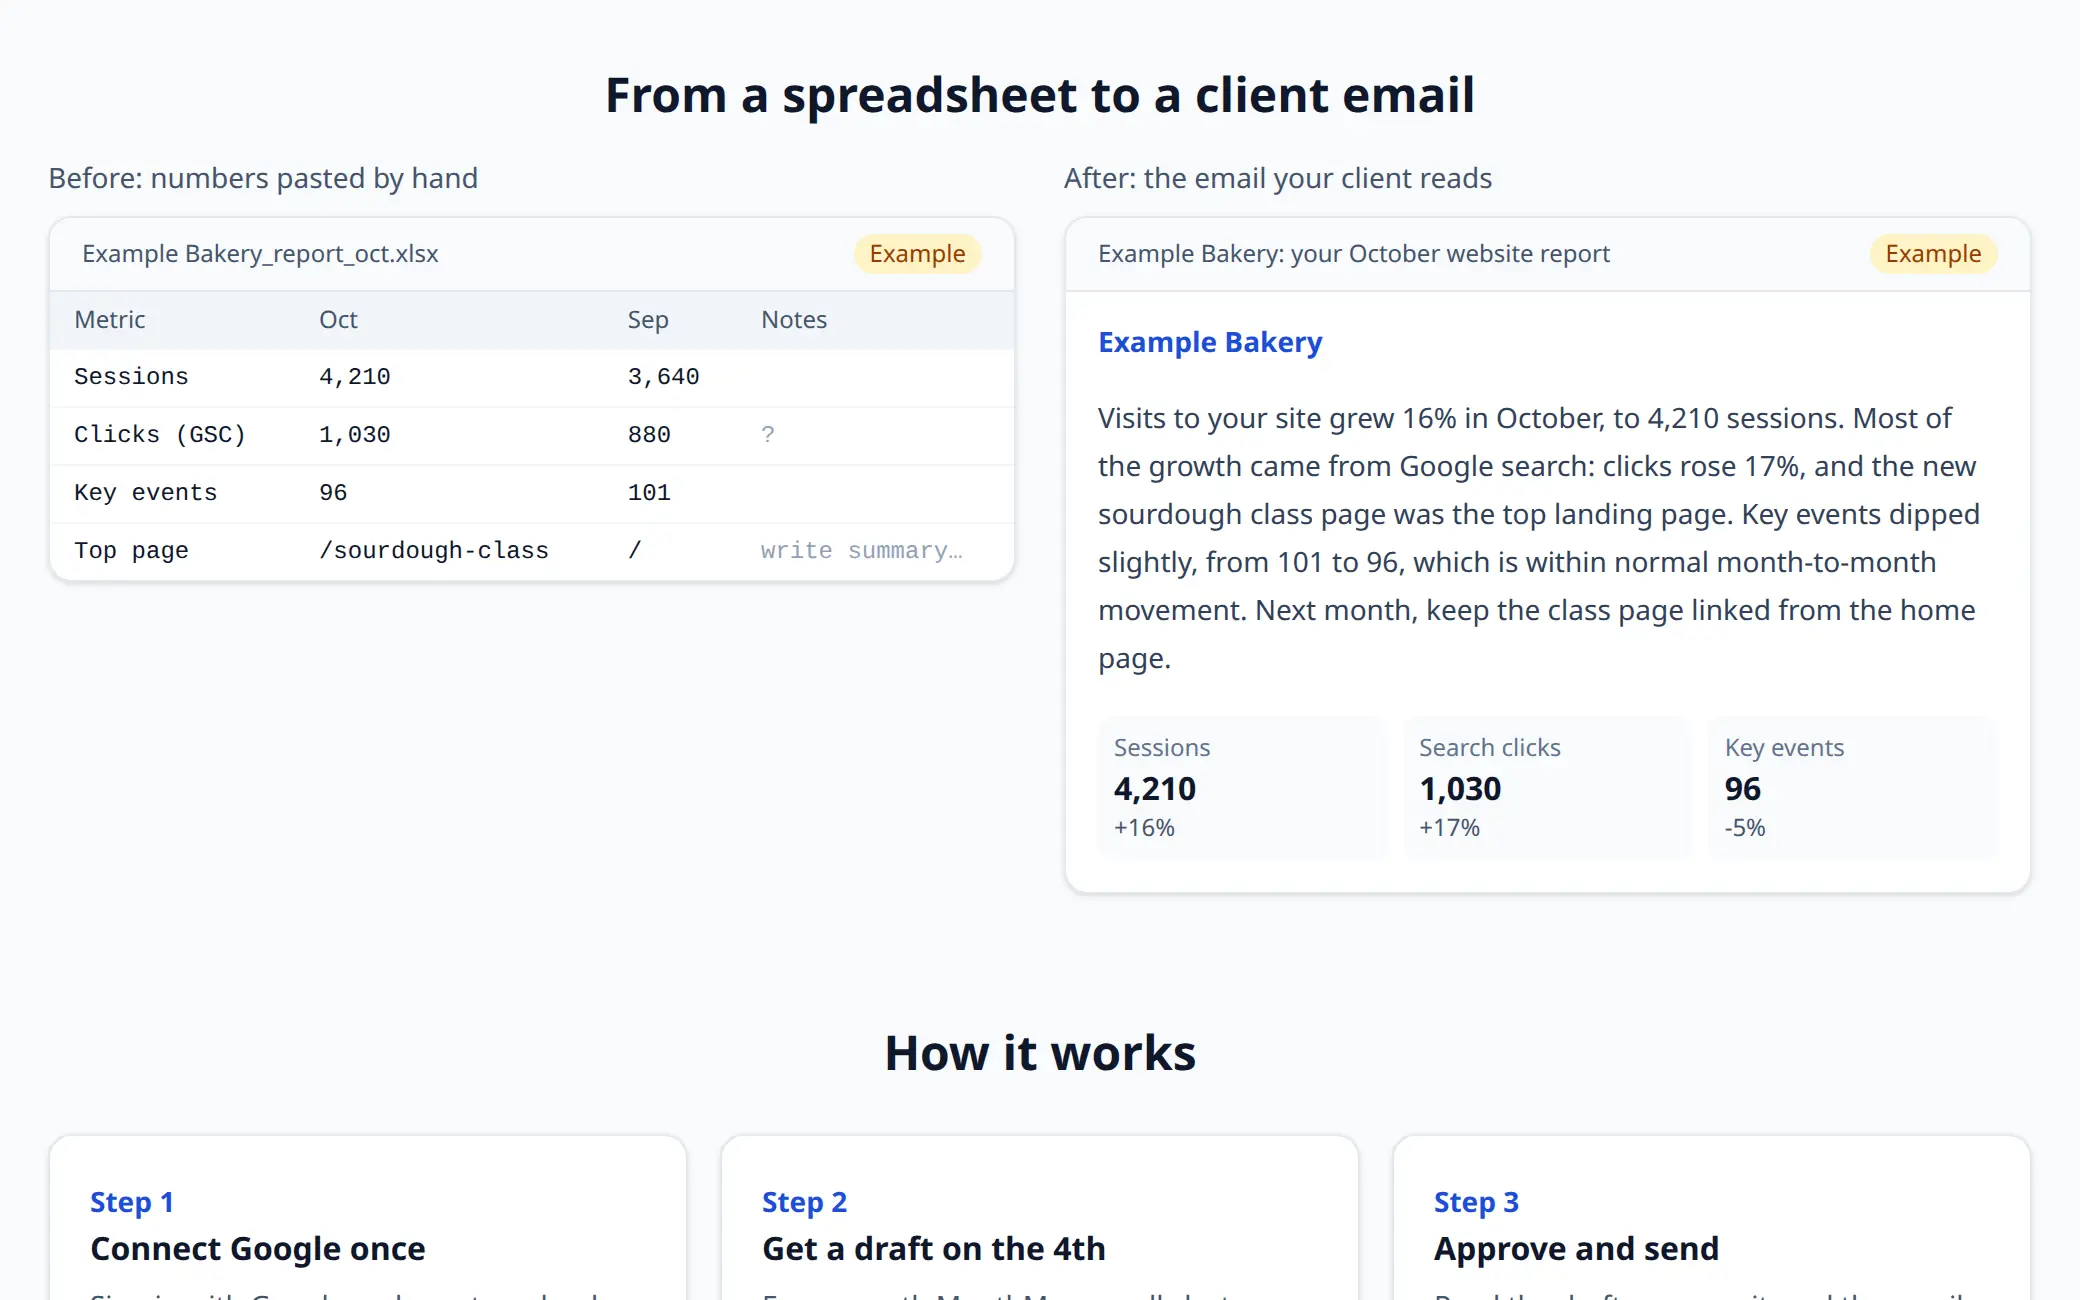 From a spreadsheet to a client email
Before: numbers pasted by hand
Example Bakery_report_oct.xlsx Example
Metric Oct Sep Notes
Sessions 4,210 3,640
Clicks (GSC) 1,030 880 ?
Key events 96 101
Top page /sourdough-class / write summary…
After: the email your client reads
Example Bakery: your October website report Example
Example Bakery
Visits to your site grew 16% in October, to 4,210 sessions. Most of
the growth came from Google search: clicks rose 17%, and the new
sourdough class page was the top landing page. Key events dipped
slightly, from 101 to 96, which is within normal month-to-month
movement. Next month, keep the class page linked from the home
page.
Sessions
4,210
+16%
Search clicks
1,030
+17%
Key events
96
-5%
How it works
Step 1
Connect Google once
Step 2
Get a draft on the 4th
Step 3
Approve and send